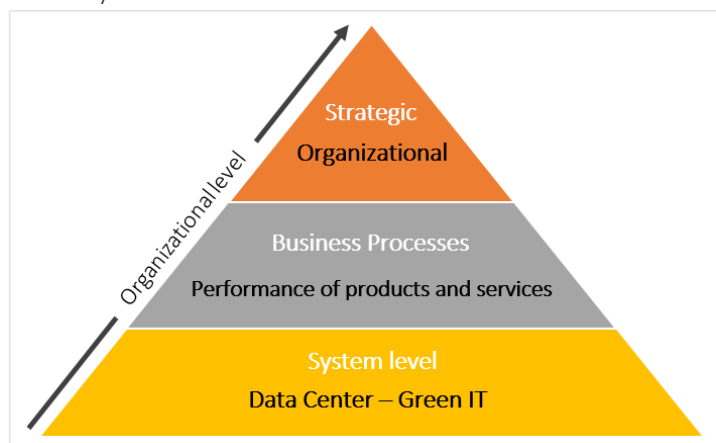 Strategic
Organizational
Organizational level
Business Processes
Performance of products and services
System level
Data Center – Green IT